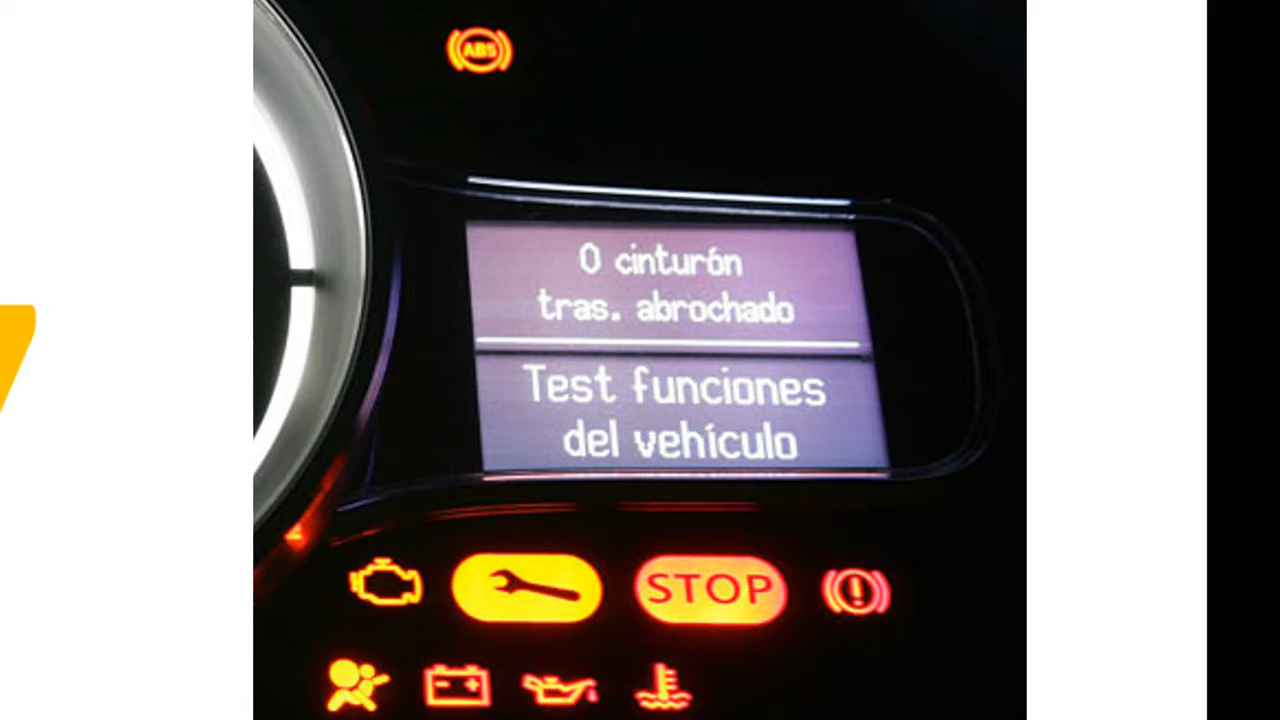 ABS
0 cinturón
tras. abrochado
Test funciones
del vehículo
STOP